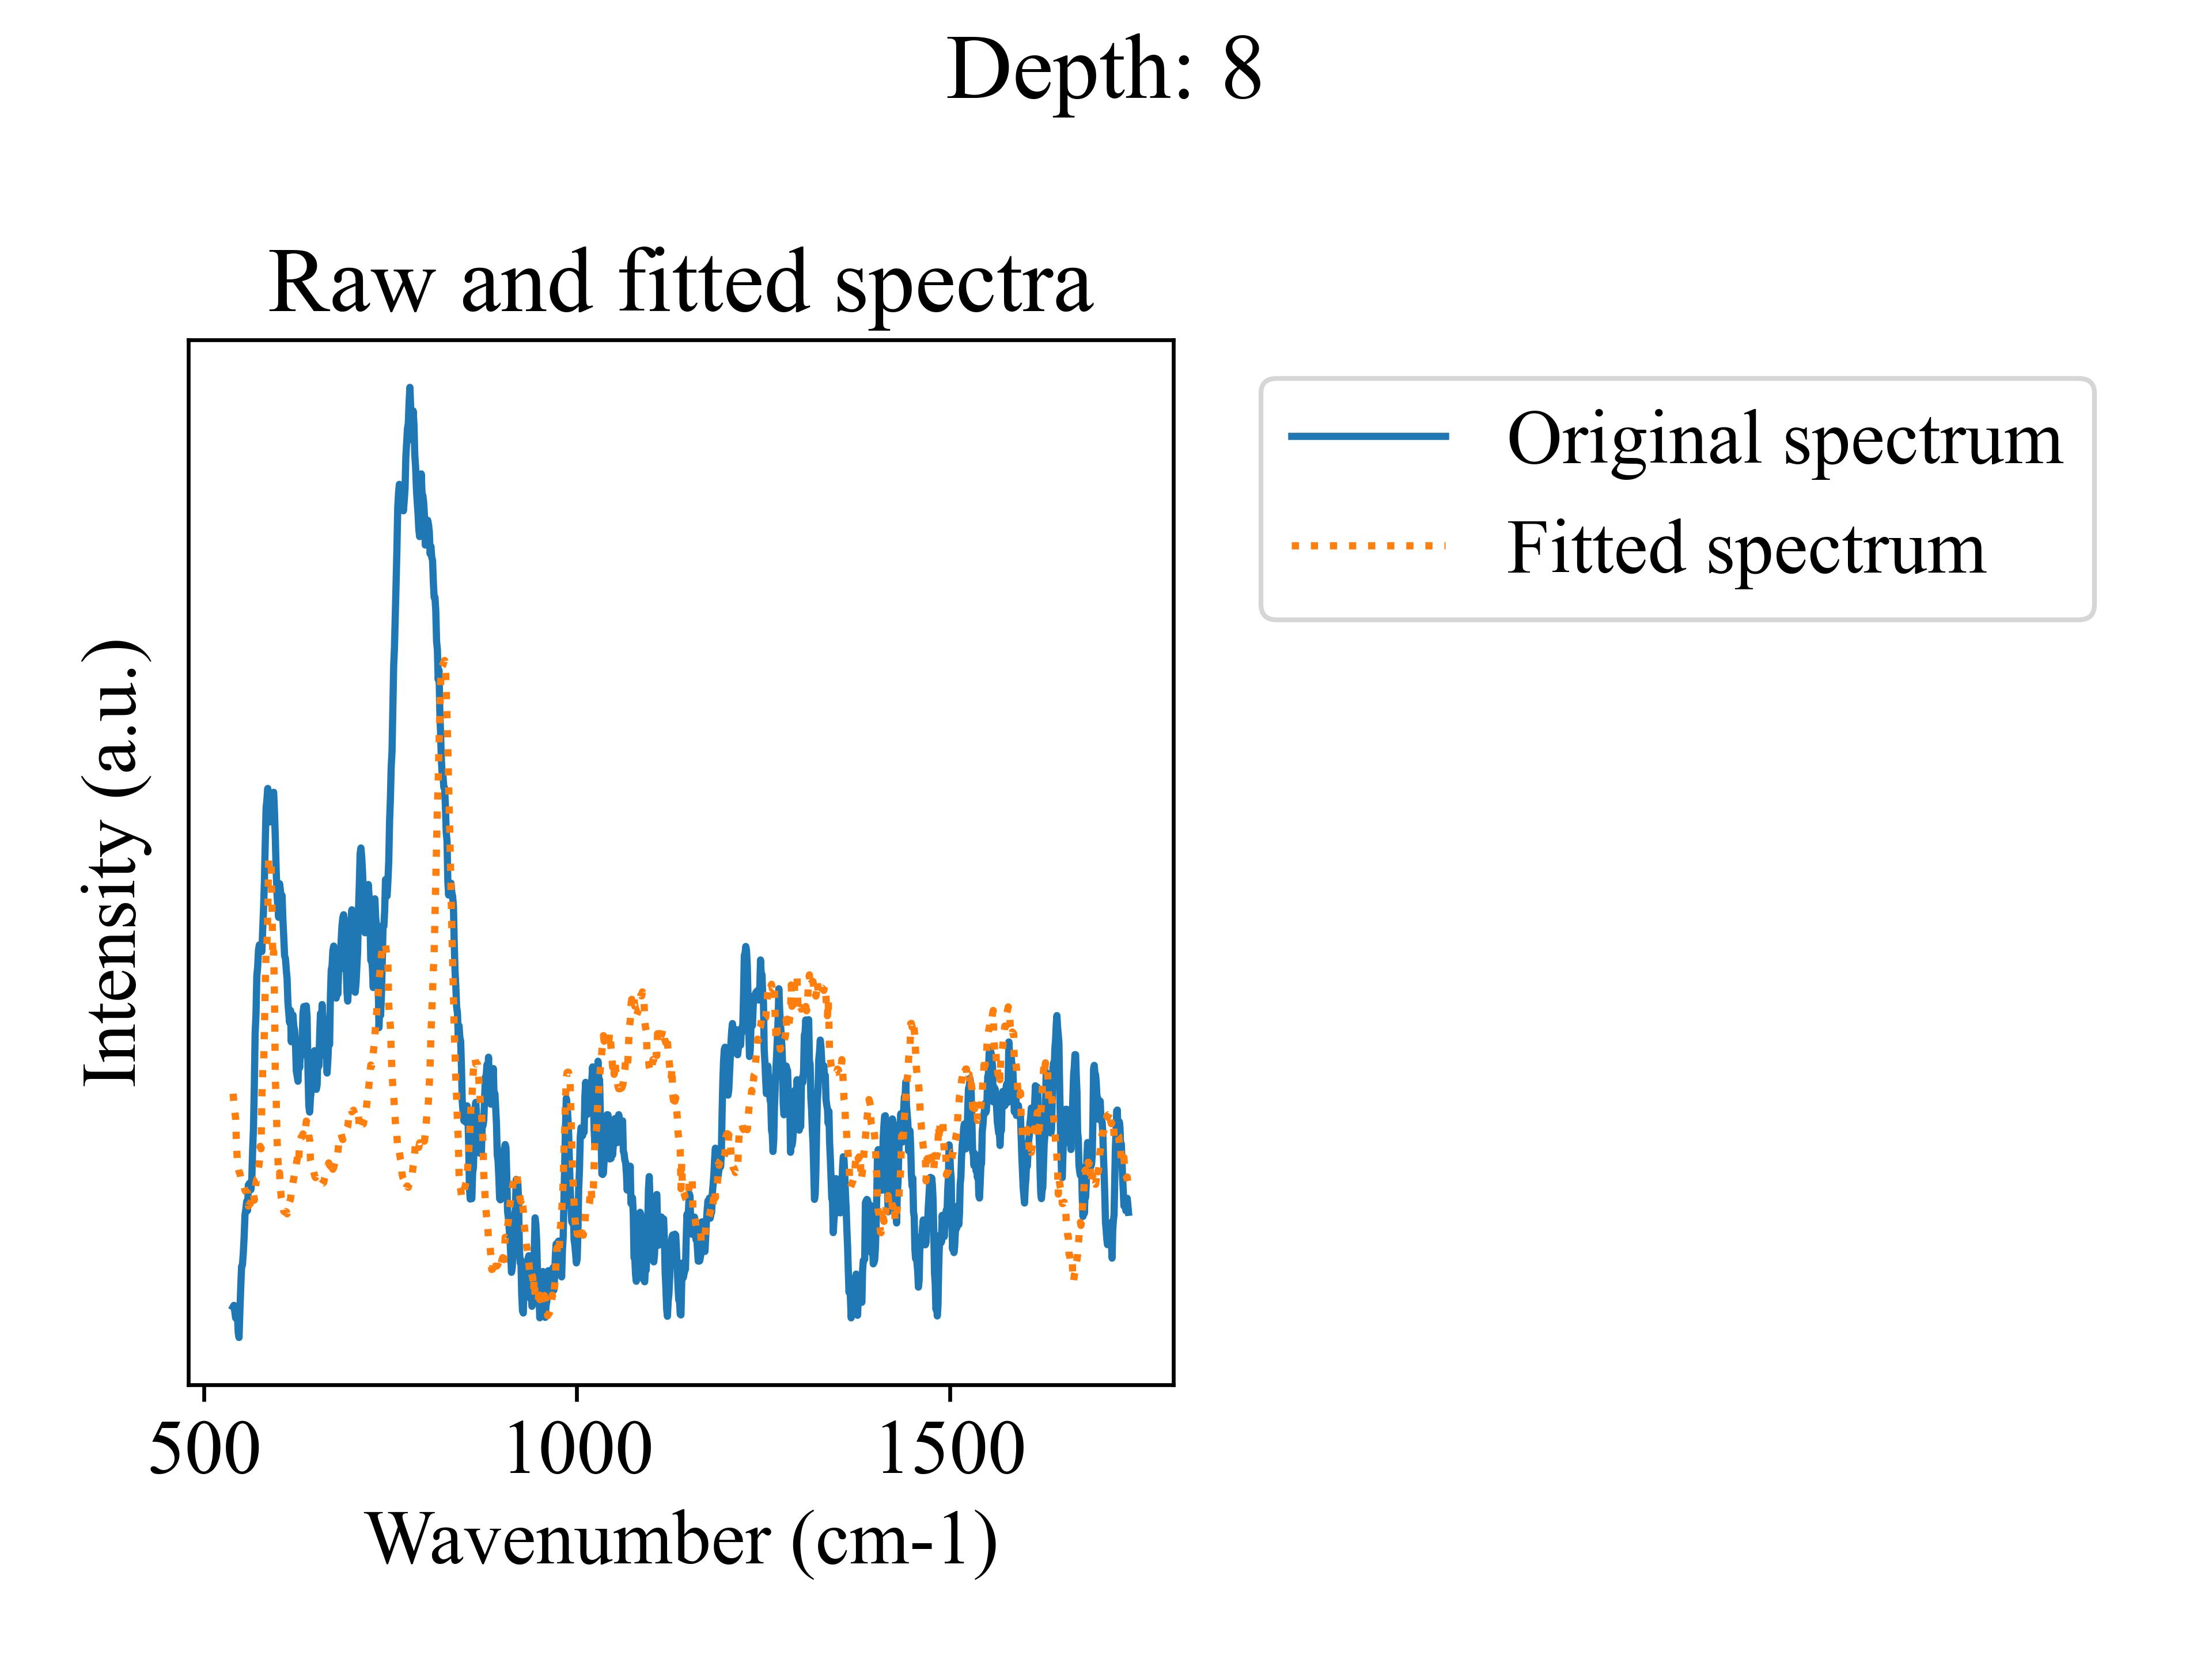 Depth: 8
Raw and fitted spectra
Intensity (a.u.)
Original spectrum
Fitted spectrum
500 1000 1500
Wavenumber (cm-1)